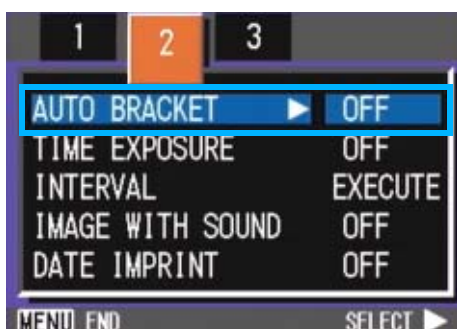 1 2 3
AUTO BRACKET ▶ OFF
TIME EXPOSURE OFF
INTERVAL EXECUTE
IMAGE WITH SOUND OFF
DATE IMPRINT OFF
MENU END SELECT ▶